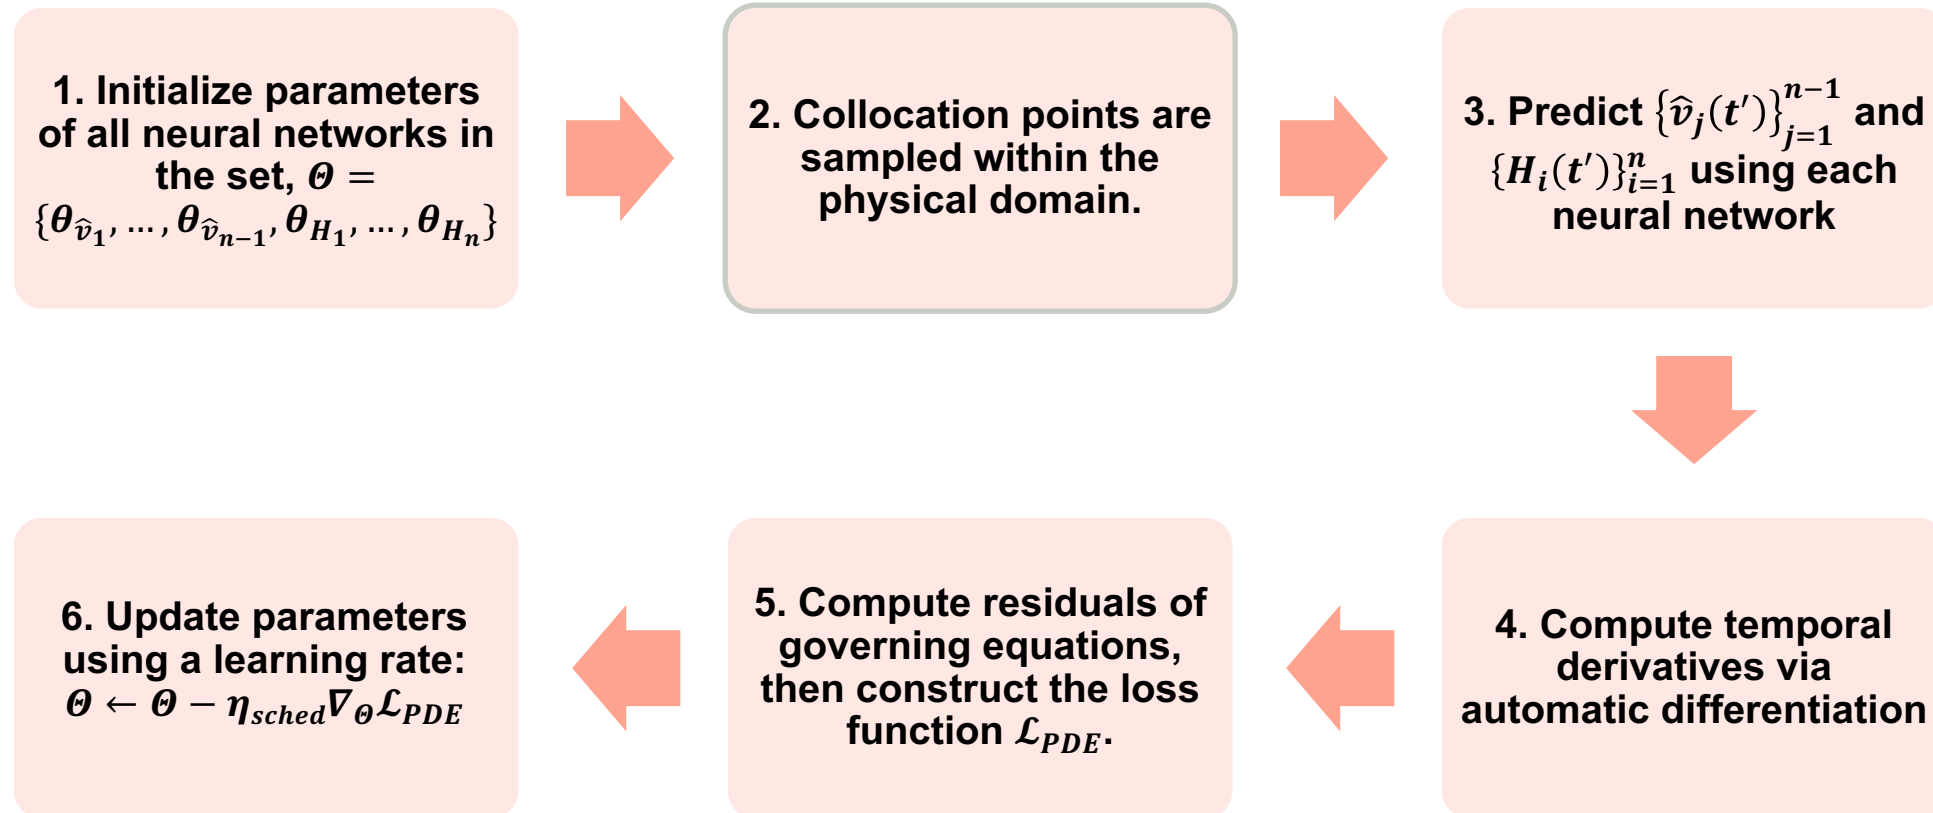 1. Initialize parameters
of all neural networks in
the set, Θ =
{θ_{v̂_1}, …, θ_{v̂_{n−1}}, θ_{H_1}, …, θ_{H_n}}
2. Collocation points are
sampled within the
physical domain.
3. Predict {v̂_j(t′)}_{j=1}^{n−1} and
{H_i(t′)}_{i=1}^{n} using each
neural network
4. Compute temporal
derivatives via
automatic differentiation
5. Compute residuals of
governing equations,
then construct the loss
function ℒ_{PDE}.
6. Update parameters
using a learning rate:
Θ ← Θ − η_{sched}∇_Θℒ_{PDE}